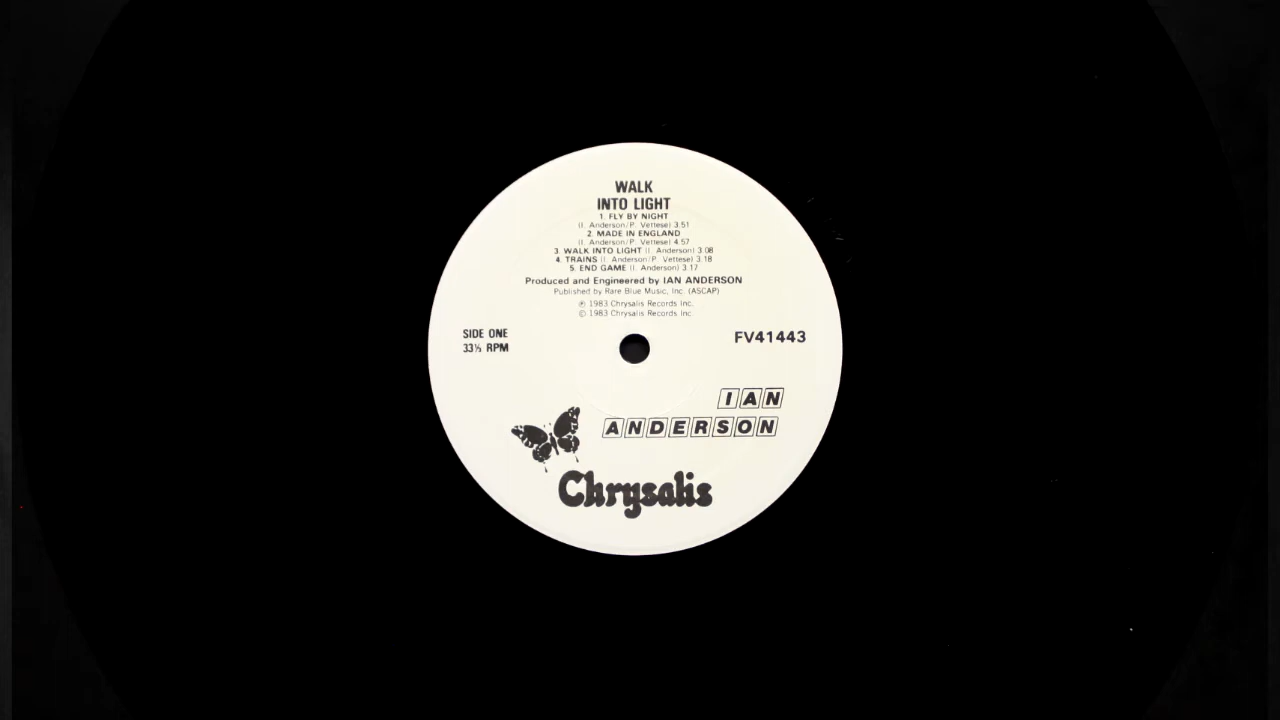 WALK
INTO LIGHT
1. FLY BY NIGHT
(I. Anderson/P. Vettese) 3.51
2. MADE IN ENGLAND
(I. Anderson/P. Vettese) 4.57
3. WALK INTO LIGHT (I. Anderson) 3.08
4. TRAINS (I. Anderson/P. Vettese) 3.18
5. END GAME (I. Anderson) 3.17
Produced and Engineered by IAN ANDERSON
Published by Rare Blue Music, Inc. (ASCAP)
℗ 1983 Chrysalis Records Inc.
© 1983 Chrysalis Records Inc.
SIDE ONE
33⅓ RPM
FV41443
IAN
ANDERSON
Chrysalis